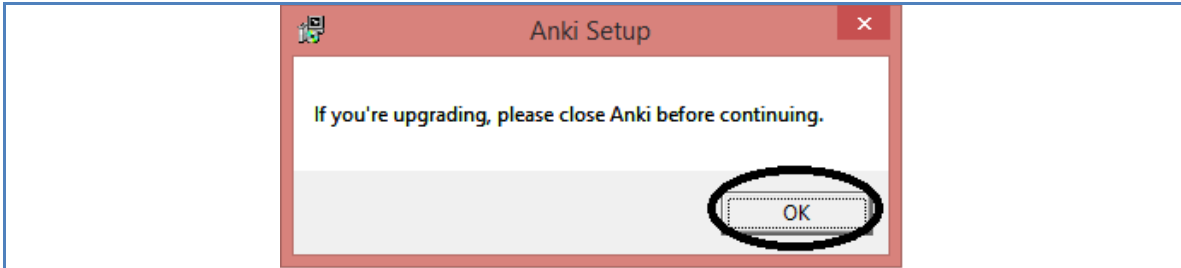 Anki Setup
If you're upgrading, please close Anki before continuing.
OK